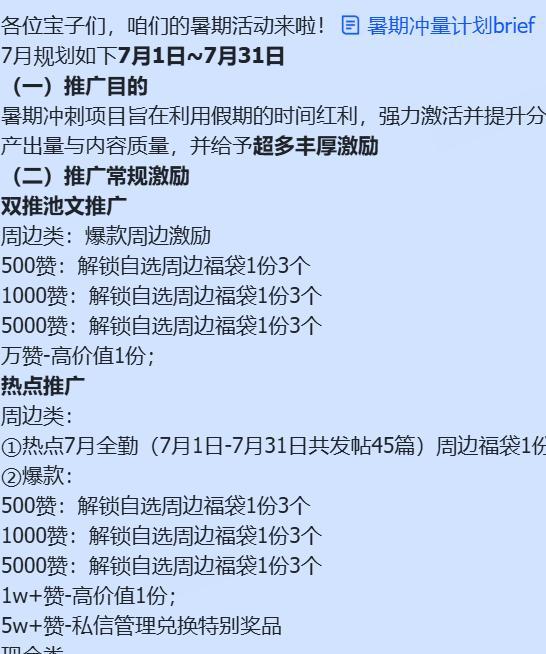 各位宝子们，咱们的暑期活动来啦！ 暑期冲量计划brief
7月规划如下7月1日~7月31日
（一）推广目的
暑期冲刺项目旨在利用假期的时间红利，强力激活并提升分
产出量与内容质量，并给予超多丰厚激励
（二）推广常规激励
双推池文推广
周边类：爆款周边激励
500赞：解锁自选周边福袋1份3个
1000赞：解锁自选周边福袋1份3个
5000赞：解锁自选周边福袋1份3个
万赞-高价值1份；
热点推广
周边类：
①热点7月全勤（7月1日-7月31日共发帖45篇）周边福袋1份
②爆款：
500赞：解锁自选周边福袋1份3个
1000赞：解锁自选周边福袋1份3个
5000赞：解锁自选周边福袋1份3个
1w+赞-高价值1份；
5w+赞-私信管理兑换特别奖品
现金类